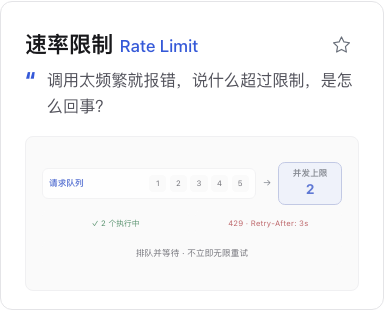 速率限制 Rate Limit
“ 调用太频繁就报错，说什么超过限制，是怎
么回事?
请求队列 1 2 3 4 5 → 并发上限
2
✓ 2 个执行中 429 · Retry-After: 3s
排队并等待 · 不立即无限重试